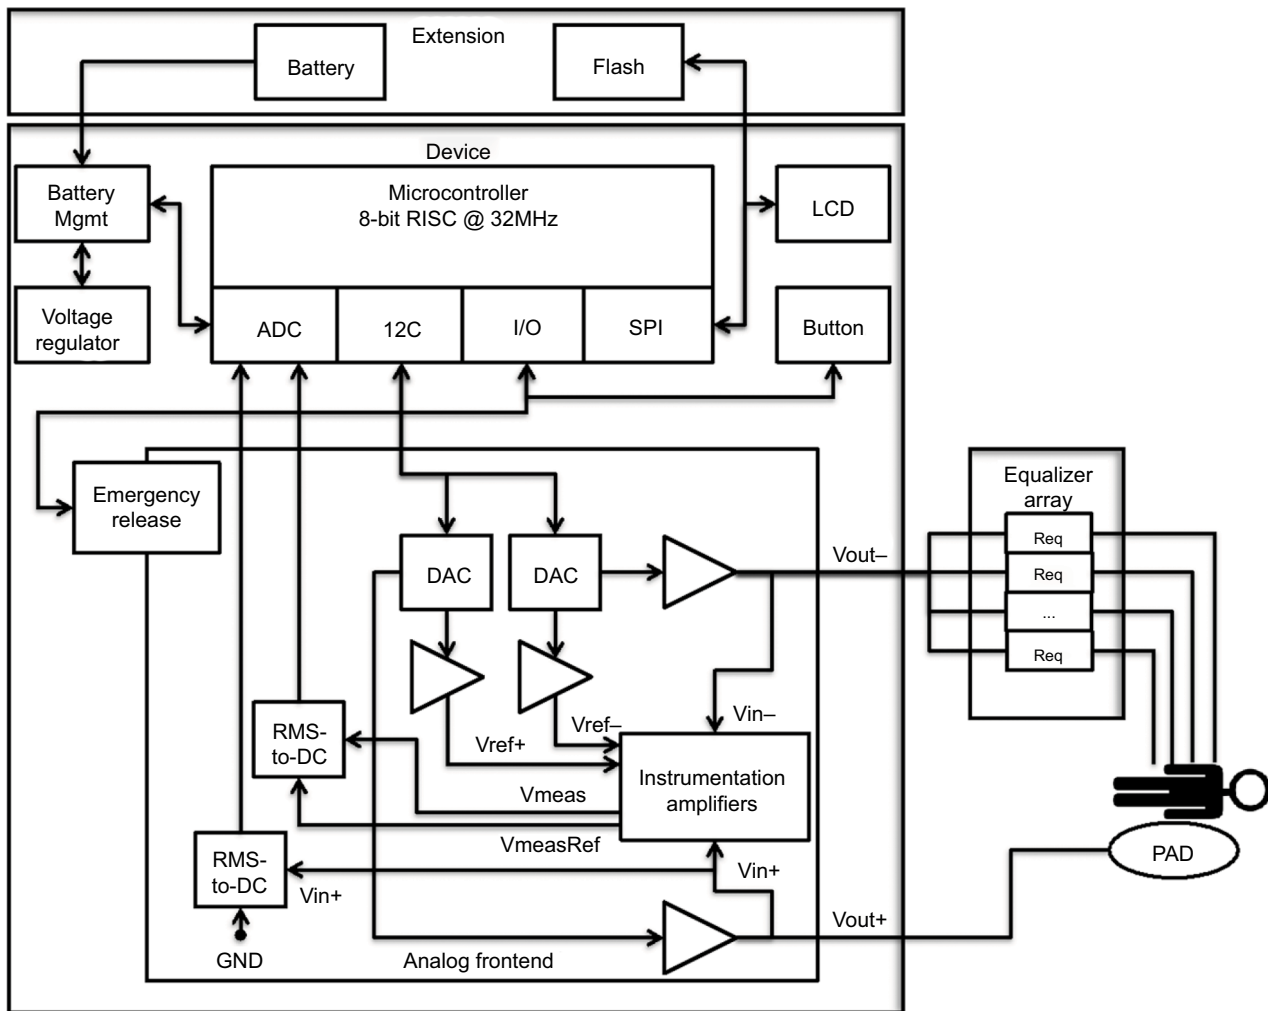 Extension
Battery
Flash
Device
Battery
Mgmt
Microcontroller
8-bit RISC @ 32MHz
LCD
Voltage
regulator
ADC
12C
I/O
SPI
Button
Emergency
release
Equalizer
array
Req
Req
...
Req
DAC
DAC
Vout–
Vin–
Vref–
Vref+
RMS-
to-DC
Instrumentation
amplifiers
Vmeas
VmeasRef
RMS-
to-DC
Vin+
Vin+
PAD
Vout+
GND
Analog frontend